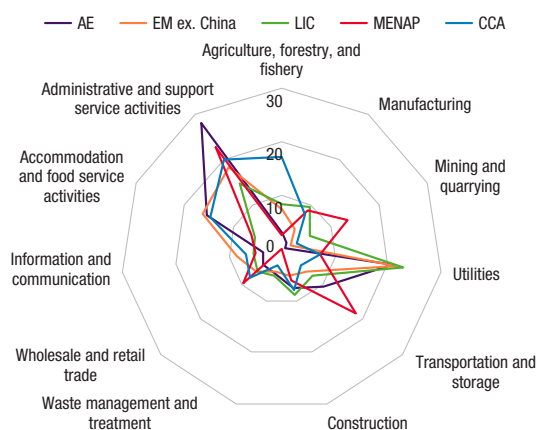 AE EM ex. China LIC MENAP CCA
Agriculture, forestry, and
fishery
Administrative and support
service activities
30
Manufacturing
Accommodation
and food service
activities
20
Mining and
quarrying
10
0
Information and
communication
Utilities
Wholesale and retail
trade
Transportation and
storage
Waste management and
treatment
Construction